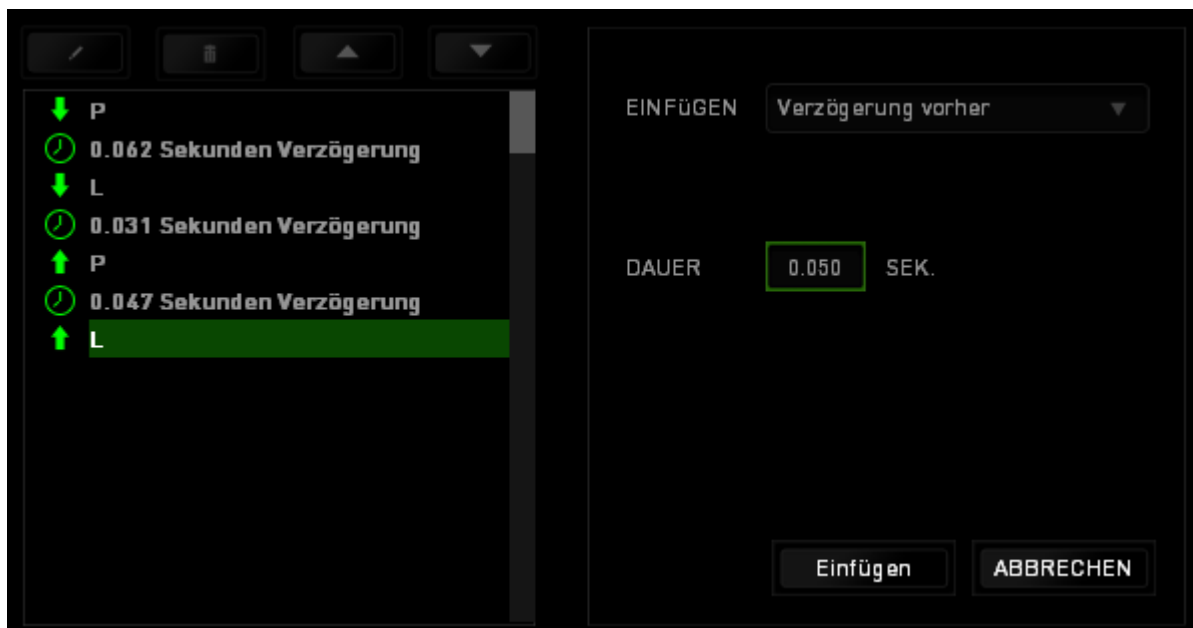 P
0.062 Sekunden Verzögerung
L
0.031 Sekunden Verzögerung
P
0.047 Sekunden Verzögerung
L
EINFüGEN Verzögerung vorher
DAUER 0.050 SEK.
Einfügen ABBRECHEN